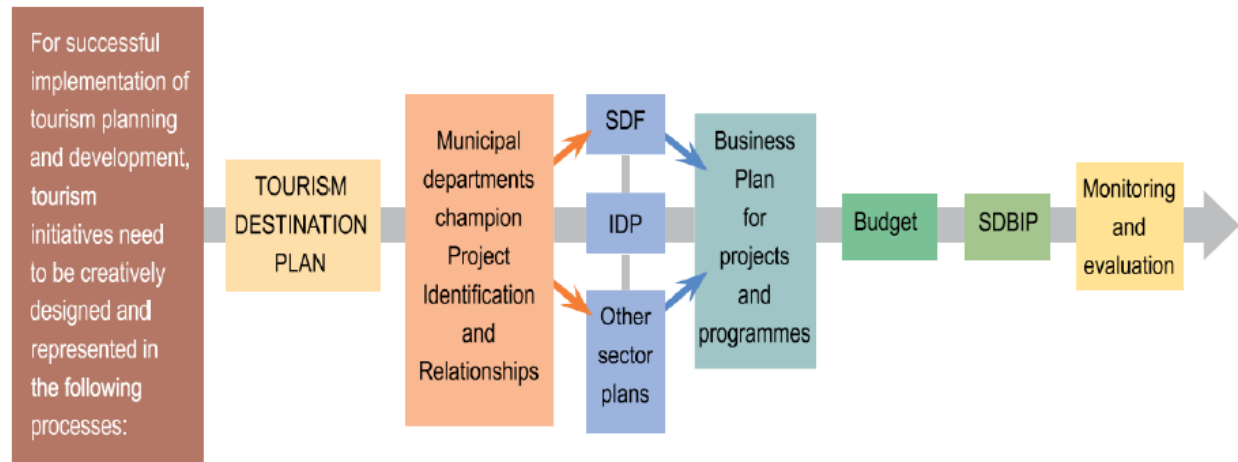 For successful
implementation of
tourism planning
and development,
tourism
initiatives need
to be creatively
designed and
represented in
the following
processes:
TOURISM
DESTINATION
PLAN
Municipal
departments
champion
Project
Identification
and
Relationships
SDF
IDP
Other
sector
plans
Business
Plan
for
projects
and
programmes
Budget
SDBIP
Monitoring
and
evaluation